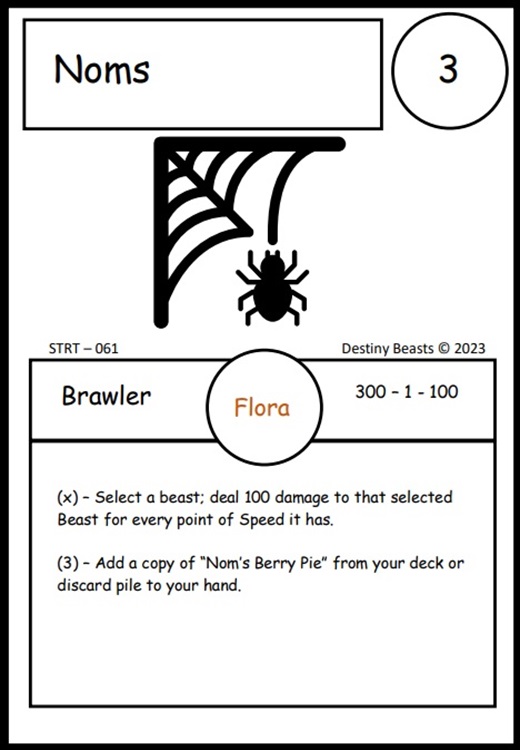 Noms
3
STRT – 061
Destiny Beasts © 2023
Brawler
Flora
300 – 1 - 100
(x) – Select a beast; deal 100 damage to that selected
Beast for every point of Speed it has.
(3) – Add a copy of “Nom’s Berry Pie” from your deck or
discard pile to your hand.